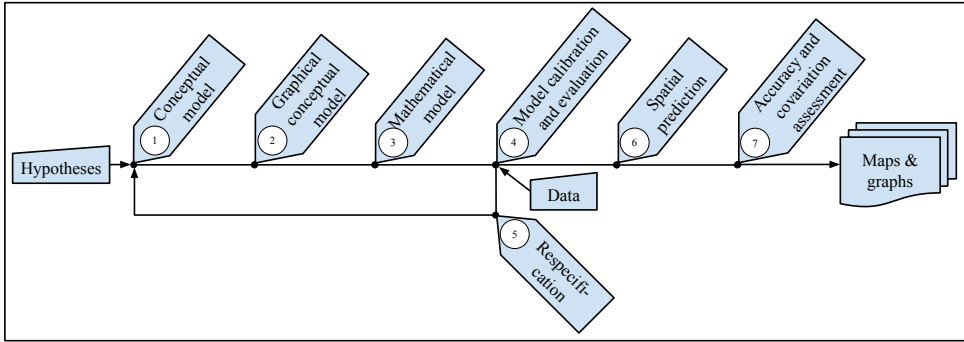 Hypotheses
1
Conceptual
model
2
Graphical
conceptual
model
3
Mathematical
model
4
Model calibration
and evaluation
Data
5
Respecifi-
cation
6
Spatial
prediction
7
Accuracy and
covariation
assessment
Maps &
graphs